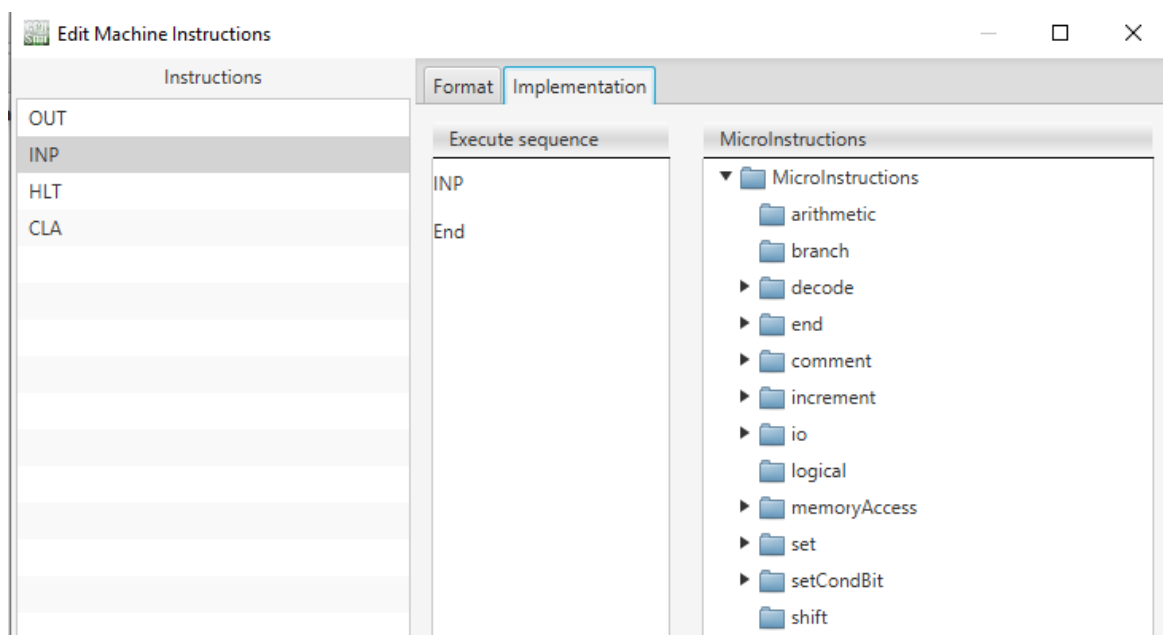 Edit Machine Instructions
Instructions
OUT
INP
HLT
CLA
Format Implementation
Execute sequence
INP
End
MicroInstructions
MicroInstructions
arithmetic
branch
decode
end
comment
increment
io
logical
memoryAccess
set
setCondBit
shift